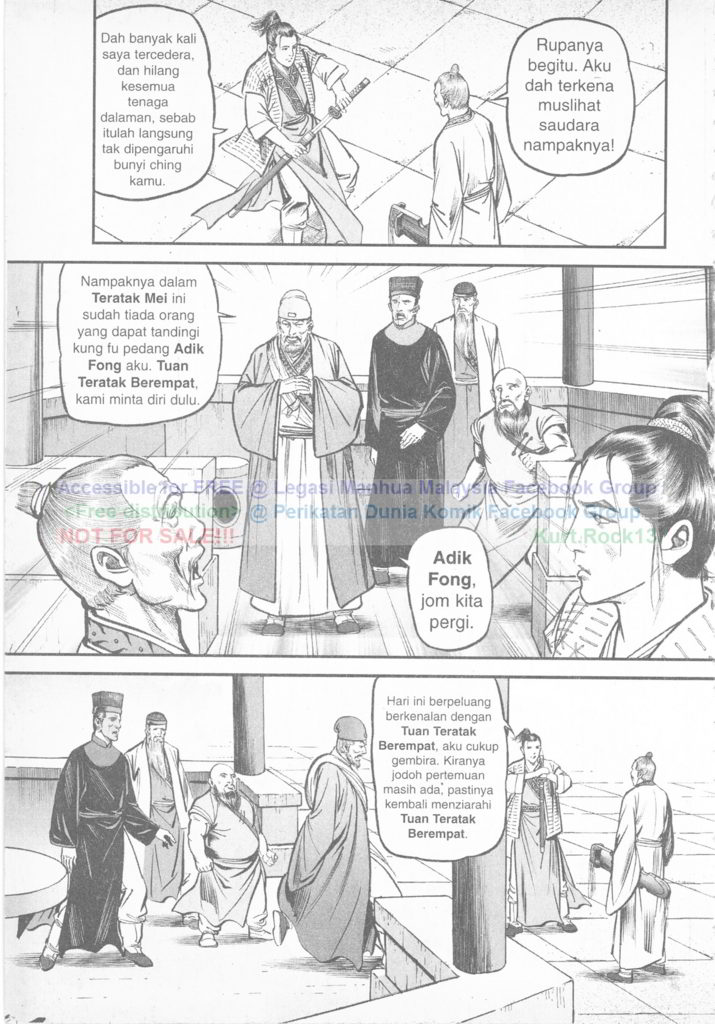 Dah banyak kali
saya tercedera,
dan hilang
kesemua
tenaga
dalaman, sebab
itulah langsung
tak dipengaruhi
bunyi ching
kamu.
Rupanya
begitu. Aku
dah terkena
muslihat
saudara
nampaknya!
Nampaknya dalam
Teratak Mei ini
sudah tiada orang
yang dapat tandingi
kung fu pedang Adik
Fong aku. Tuan
Teratak Berempat,
kami minta diri dulu.
Accessible for FREE @ Legasi Manhua Malaysia Facebook Group
<Free distribution> @ Perikatan Dunia Komik Facebook Group
NOT FOR SALE!!! Kurt.Rock13
Adik
Fong,
jom kita
pergi.
Hari ini berpeluang
berkenalan dengan
Tuan Teratak
Berempat, aku cukup
gembira. Kiranya
jodoh pertemuan
masih ada, pastinya
kembali menziarahi
Tuan Teratak
Berempat.